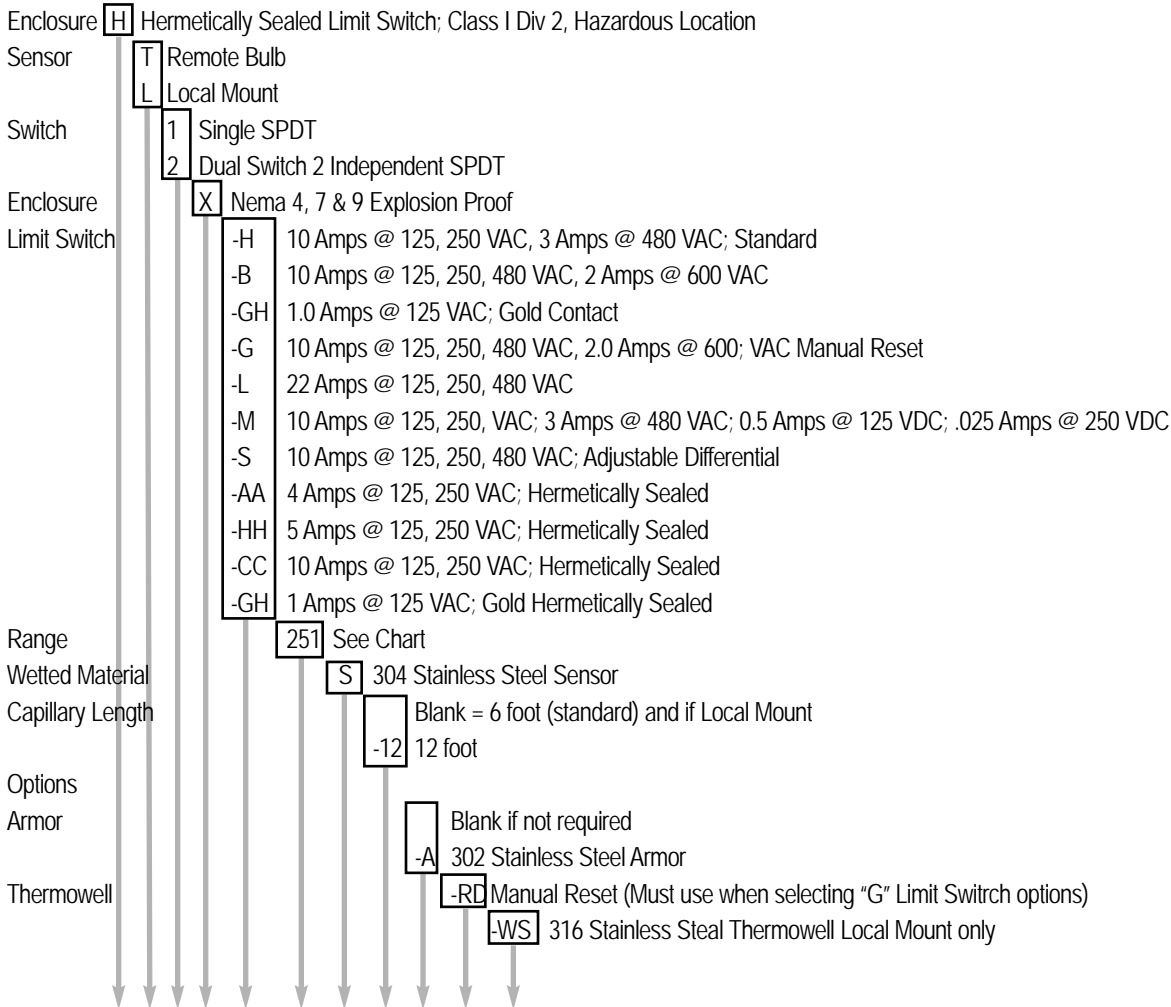 Enclosure H Hermetically Sealed Limit Switch; Class I Div 2, Hazardous Location
Sensor T Remote Bulb
L Local Mount
Switch 1 Single SPDT
2 Dual Switch 2 Independent SPDT
Enclosure X Nema 4, 7 & 9 Explosion Proof
Limit Switch -H 10 Amps @ 125, 250 VAC, 3 Amps @ 480 VAC; Standard
-B 10 Amps @ 125, 250, 480 VAC, 2 Amps @ 600 VAC
-GH 1.0 Amps @ 125 VAC; Gold Contact
-G 10 Amps @ 125, 250, 480 VAC, 2.0 Amps @ 600; VAC Manual Reset
-L 22 Amps @ 125, 250, 480 VAC
-M 10 Amps @ 125, 250, VAC; 3 Amps @ 480 VAC; 0.5 Amps @ 125 VDC; .025 Amps @ 250 VDC
-S 10 Amps @ 125, 250, 480 VAC; Adjustable Differential
-AA 4 Amps @ 125, 250 VAC; Hermetically Sealed
-HH 5 Amps @ 125, 250 VAC; Hermetically Sealed
-CC 10 Amps @ 125, 250 VAC; Hermetically Sealed
-GH 1 Amps @ 125 VAC; Gold Hermetically Sealed
Range 251 See Chart
Wetted Material S 304 Stainless Steel Sensor
Capillary Length Blank = 6 foot (standard) and if Local Mount
-12 12 foot
Options
Armor Blank if not required
-A 302 Stainless Steel Armor
Thermowell -RD Manual Reset (Must use when selecting “G” Limit Switrch options)
-WS 316 Stainless Steal Thermowell Local Mount only